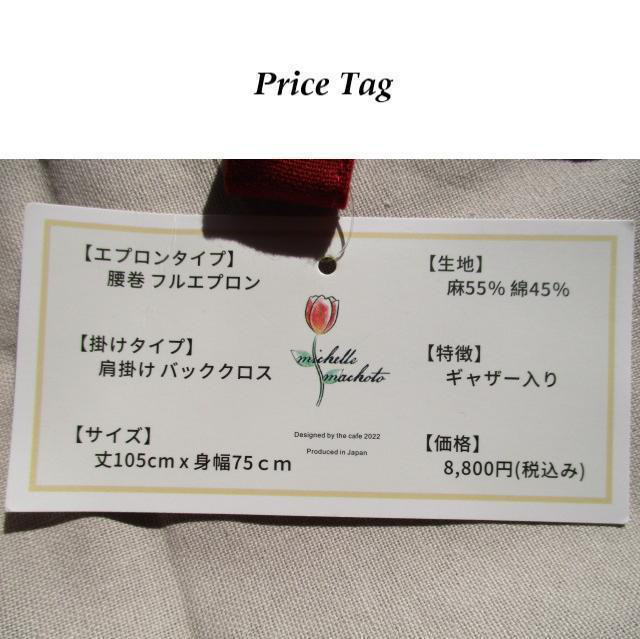 Price Tag
【エプロンタイプ】
腰巻 フルエプロン
【掛けタイプ】
肩掛け バッククロス
【サイズ】
丈105cm x 身幅75ｃｍ
michelle
machoto
Designed by the cafe 2022
Produced in Japan
【生地】
麻55% 綿45%
【特徴】
ギャザー入り
【価格】
8,800円(税込み)